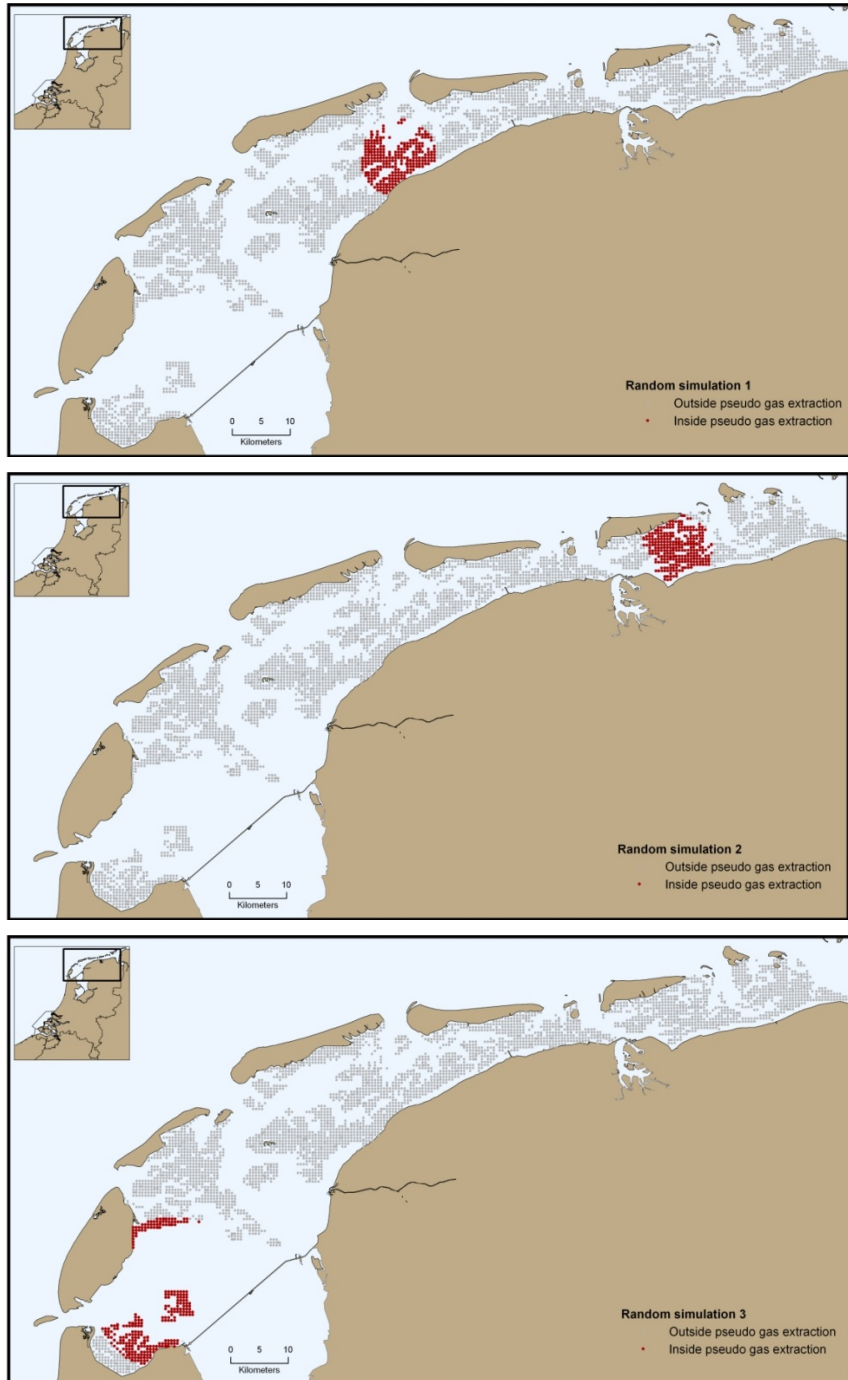 Random simulation 1
Outside pseudo gas extraction
Inside pseudo gas extraction
0 5 10
Kilometers
Random simulation 2
Outside pseudo gas extraction
Inside pseudo gas extraction
0 5 10
Kilometers
Random simulation 3
Outside pseudo gas extraction
Inside pseudo gas extraction
0 5 10
Kilometers